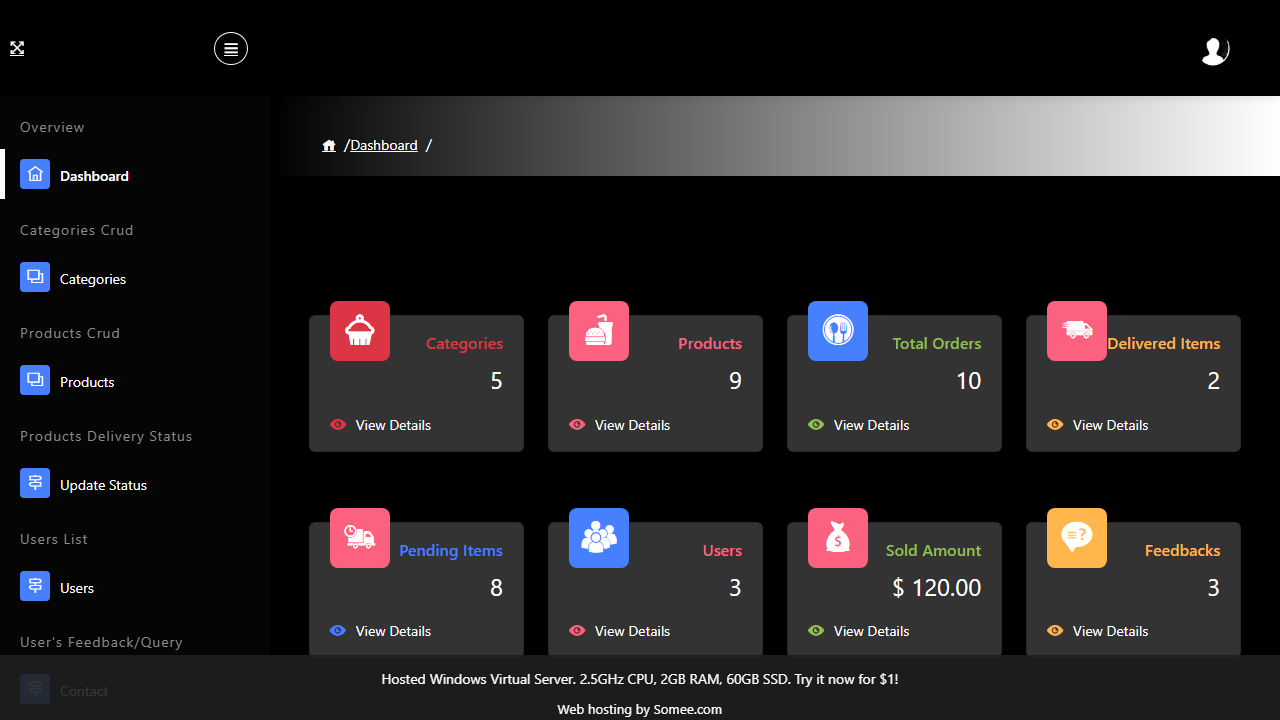 Overview
Dashboard
Categories Crud
Categories
Products Crud
Products
Products Delivery Status
Update Status
Users List
Users
User's Feedback/Query
Contact
/Dashboard /
Categories
5
View Details
Products
9
View Details
Total Orders
10
View Details
Delivered Items
2
View Details
Pending Items
8
View Details
Users
3
View Details
Sold Amount
$ 120.00
View Details
Feedbacks
3
View Details
Hosted Windows Virtual Server. 2.5GHz CPU, 2GB RAM, 60GB SSD. Try it now for $1!
Web hosting by Somee.com